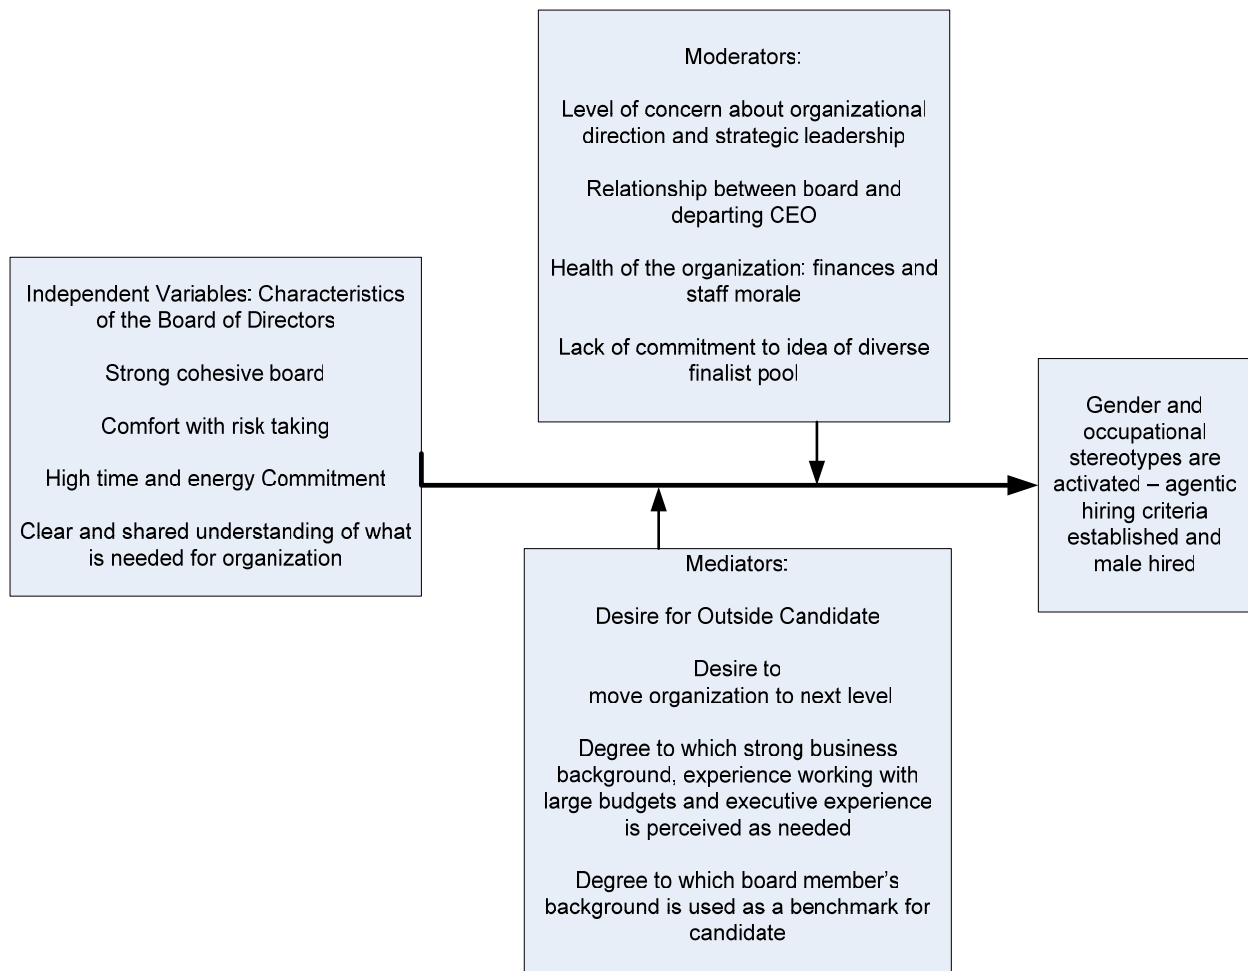 Moderators:
Level of concern about organizational
direction and strategic leadership
Relationship between board and
departing CEO
Health of the organization: finances and
staff morale
Lack of commitment to idea of diverse
finalist pool
Independent Variables: Characteristics
of the Board of Directors
Strong cohesive board
Comfort with risk taking
High time and energy Commitment
Clear and shared understanding of what
is needed for organization
Gender and
occupational
stereotypes are
activated – agentic
hiring criteria
established and
male hired
Mediators:
Desire for Outside Candidate
Desire to
move organization to next level
Degree to which strong business
background, experience working with
large budgets and executive experience
is perceived as needed
Degree to which board member’s
background is used as a benchmark for
candidate